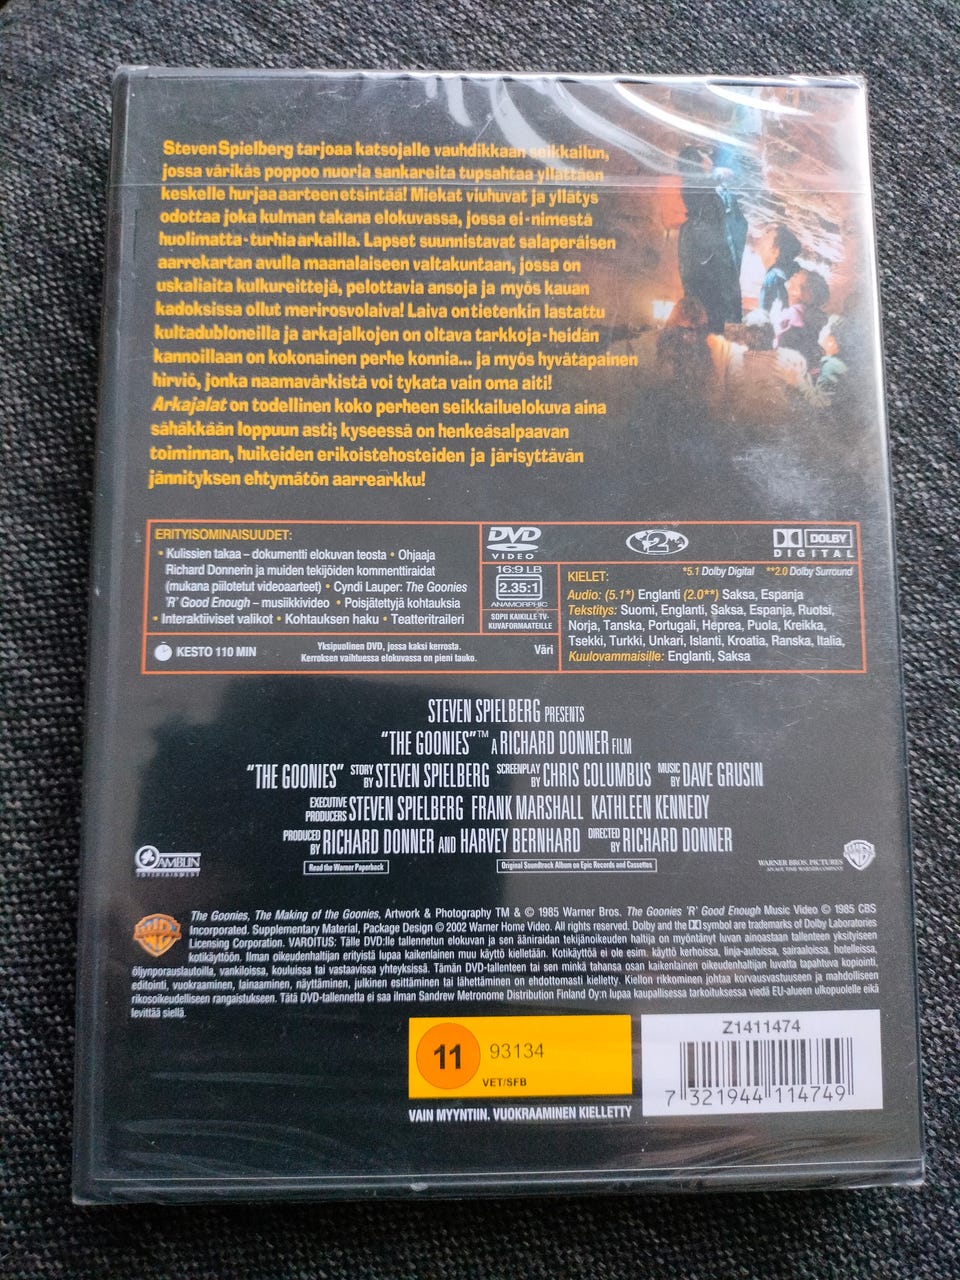 Steven Spielberg tarjoaa katsojalle vauhdikkaan seikkailun,
jossa värikäs poppoo nuoria sankareita tupsahtaa yllättäen
keskelle hurjaa aarteen etsintää! Miekat viuhuvat ja yllätys
odottaa joka kulman takana elokuvassa, jossa ei - nimestä
huolimatta - turhia arkailla. Lapset suunnistavat salaperäisen
aarrekartan avulla maanalaiseen valtakuntaan, jossa on
uskaliaita kulkureittejä, pelottavia ansoja ja myös kauan
kadoksissa ollut merirosvolaiva! Laiva on tietenkin lastattu
kultadubloneilla ja arkajalkojen on oltava tarkkoja - heidän
kannoillaan on kokonainen perhe konnia... ja myös hyvätapainen
hirviö, jonka naamavärkistä voi tykätä vain oma äiti!
Arkajalat on todellinen koko perheen seikkailuelokuva aina
sähäkkään loppuun asti; kyseessä on henkeäsalpaavan
toiminnan, huikeiden erikoistehosteiden ja järisyttävän
jännityksen ehtymätön aarrearkku!
ERITYISOMINAISUUDET:
• Kulissien takaa – dokumentti elokuvan teosta • Ohjaaja
Richard Donnerin ja muiden tekijöiden kommenttiraidat
(mukana piilotetut videoaarteet) • Cyndi Lauper: The Goonies
'R' Good Enough – musiikkivideo • Poisjätettyjä kohtauksia
• Interaktiiviset valikot • Kohtauksen haku • Teatteritraileri
KESTO 110 MIN
Yksipuolinen DVD, jossa kaksi kerrosta.
Kerroksen vaihtuessa elokuvassa on pieni tauko.
Väri
DVD
VIDEO
16:9 LB
2.35:1
ANAMORPHIC
SOPII KAIKILLE TV-
KUVAFORMAATEILLE
2
DOLBY
DIGITAL
KIELET:
*5.1 Dolby Digital **2.0 Dolby Surround
Audio: (5.1*) Englanti (2.0**) Saksa, Espanja
Tekstitys: Suomi, Englanti, Saksa, Espanja, Ruotsi,
Norja, Tanska, Portugali, Heprea, Puola, Kreikka,
Tsekki, Turkki, Unkari, Islanti, Kroatia, Ranska, Italia,
Kuulovammaisille: Englanti, Saksa
STEVEN SPIELBERG PRESENTS
"THE GOONIES"™ A RICHARD DONNER FILM
"THE GOONIES" STORY BY STEVEN SPIELBERG SCREENPLAY BY CHRIS COLUMBUS MUSIC BY DAVE GRUSIN
EXECUTIVE PRODUCERS STEVEN SPIELBERG FRANK MARSHALL KATHLEEN KENNEDY
PRODUCED BY RICHARD DONNER AND HARVEY BERNHARD DIRECTED BY RICHARD DONNER
AMBLIN
ENTERTAINMENT
Read the Warner Paperback
Original Soundtrack Album on Epic Records and Cassettes
WARNER BROS. PICTURES
AN AOL TIME WARNER COMPANY
The Goonies, The Making of the Goonies, Artwork & Photography TM & © 1985 Warner Bros. The Goonies 'R' Good Enough Music Video © 1985 CBS
Incorporated. Supplementary Material, Package Design © 2002 Warner Home Video. All rights reserved. Dolby and the DD symbol are trademarks of Dolby Laboratories
Licensing Corporation. VAROITUS: Tälle DVD:lle tallennetun elokuvan ja sen ääniraidan tekijänoikeuden haltija on myöntänyt luvan ainoastaan tallenteen yksityiseen
kotikäyttöön. Ilman oikeudenhaltijan erityistä lupaa kaikenlainen muu käyttö kielletään. Kotikäyttöä ei ole esim. käyttö kerhoissa, linja-autoissa, sairaaloissa, hotelleissa,
öljynporauslautoilla, vankiloissa, kouluissa tai vastaavissa yhteyksissä. Tämän DVD-tallenteen tai sen minkä tahansa osan kaikenlainen oikeudenhaltijan luvatta tapahtuva kopiointi,
editointi, vuokraaminen, lainaaminen, näyttäminen, julkinen esittäminen tai lähettäminen on ehdottomasti kielletty. Kiellon rikkominen johtaa korvausvastuuseen ja mahdolliseen
rikosoikeudelliseen rangaistukseen. Tätä DVD-tallennetta ei saa ilman Sandrew Metronome Distribution Finland Oy:n lupaa kaupallisessa tarkoituksessa viedä EU-alueen ulkopuolelle eikä
levittää siellä.
11 93134
VET/SFB
VAIN MYYNTIIN. VUOKRAAMINEN KIELLETTY
Z1411474
7 321944 114749